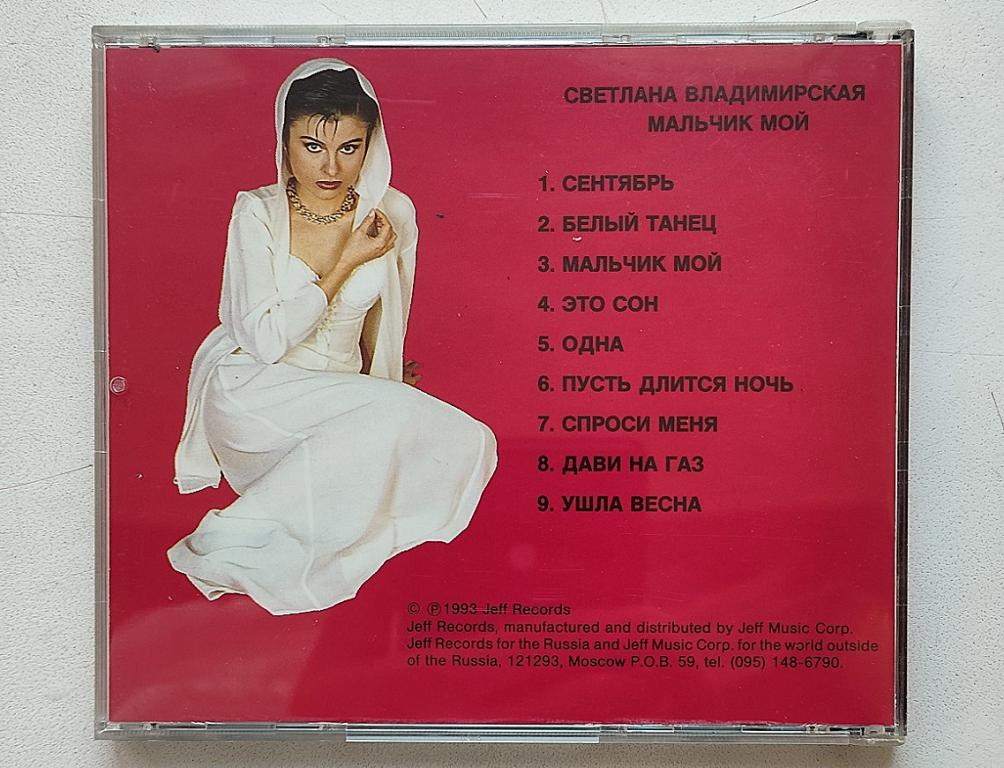 СВЕТЛАНА ВЛАДИМИРСКАЯ
МАЛЬЧИК МОЙ
1. СЕНТЯБРЬ
2. БЕЛЫЙ ТАНЕЦ
3. МАЛЬЧИК МОЙ
4. ЭТО СОН
5. ОДНА
6. ПУСТЬ ДЛИТСЯ НОЧЬ
7. СПРОСИ МЕНЯ
8. ДАВИ НА ГАЗ
9. УШЛА ВЕСНА
© ℗ 1993 Jeff Records
Jeff Records, manufactured and distributed by Jeff Music Corp.
Jeff Records for the Russia and Jeff Music Corp. for the world outside
of the Russia, 121293, Moscow P.O.B. 59, tel. (095) 148-6790.